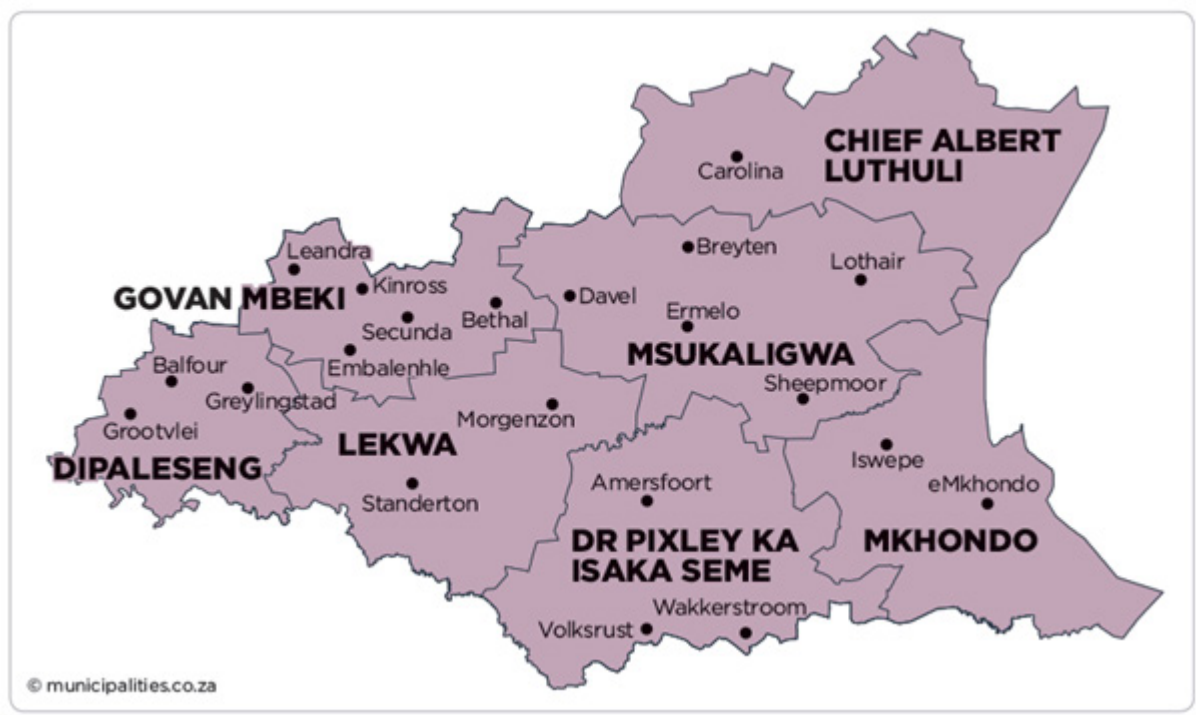 CHIEF ALBERT
LUTHULI
Carolina
Breyten
Lothair
Leandra
Kinross
GOVAN MBEKI
Davel
Ermelo
Secunda
Bethal
MSUKALIGWA
Embalenhle
Balfour
Sheepmoor
Greylingstad
Morgenzon
Grootvlei
LEKWA
DIPALESENG
Iswepe
Standerton
Amersfoort
eMkhondo
DR PIXLEY KA
ISAKA SEME
MKHONDO
Wakkerstroom
Volksrust
© municipalities.co.za